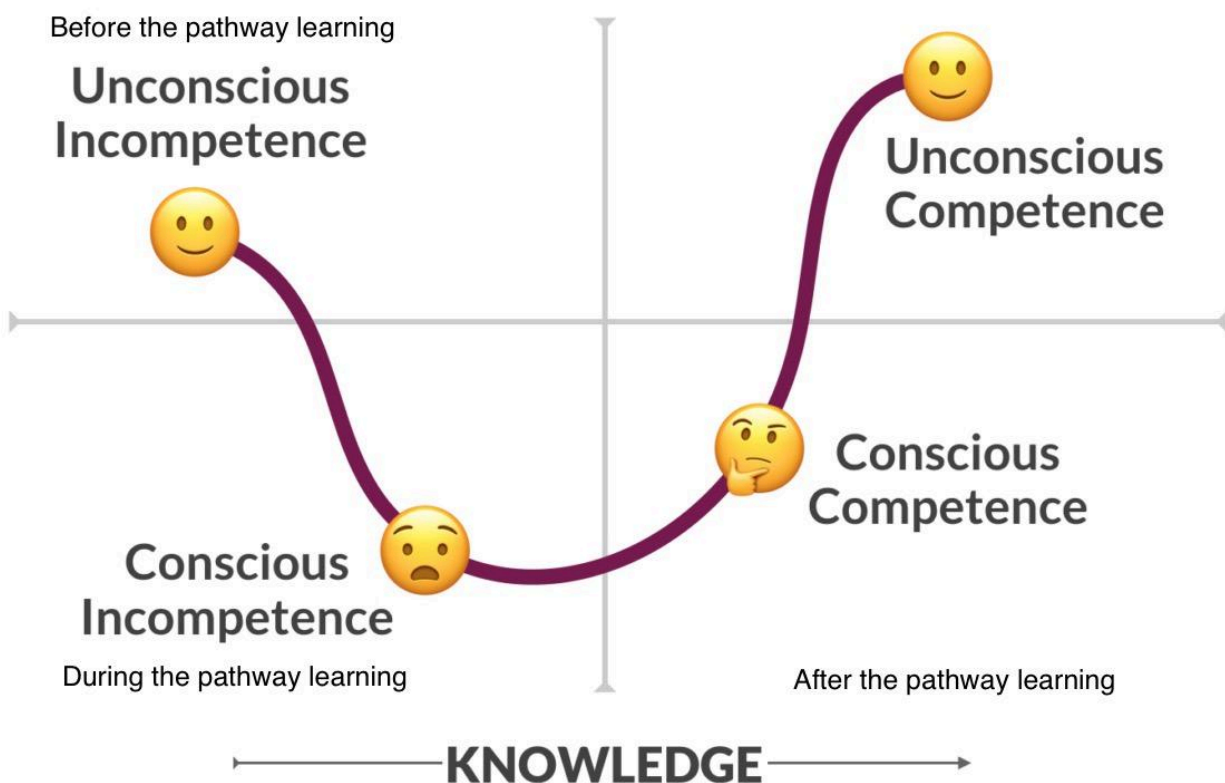 Before the pathway learning
Unconscious
Incompetence
Unconscious
Competence
Conscious
Competence
Conscious
Incompetence
During the pathway learning
After the pathway learning
KNOWLEDGE